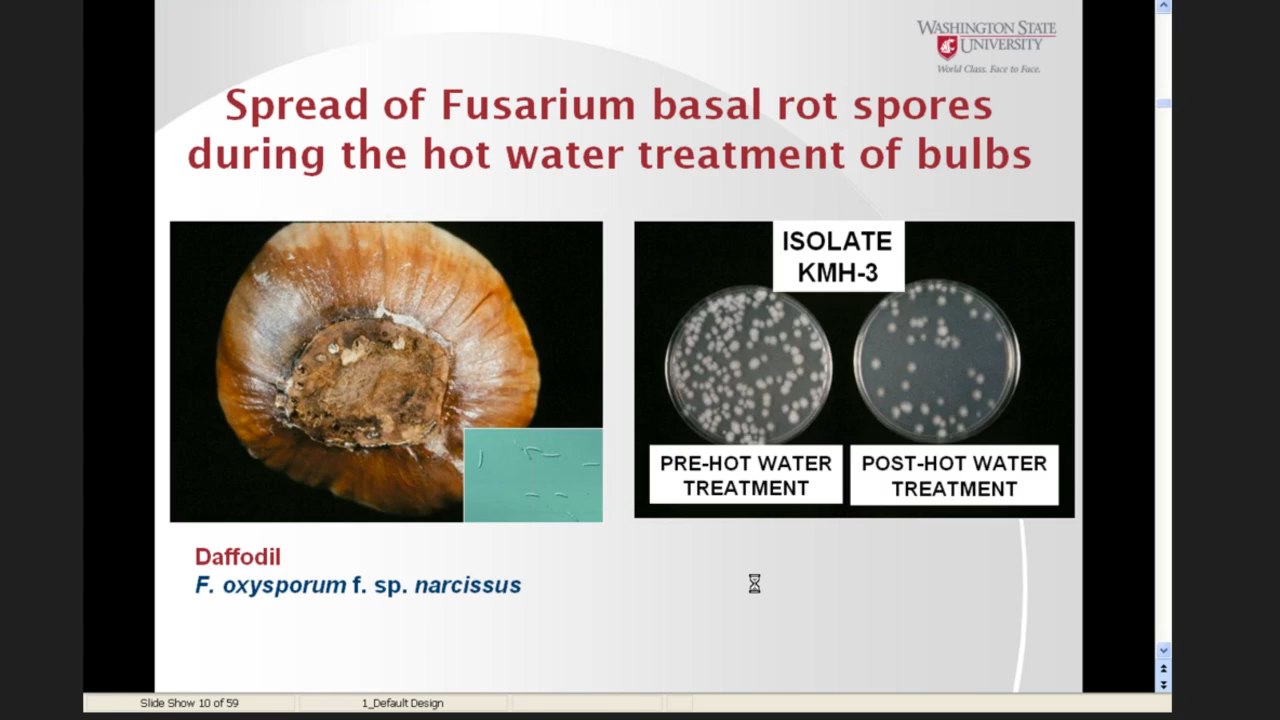 WASHINGTON STATE
UNIVERSITY
World Class. Face to Face.
Spread of Fusarium basal rot spores
during the hot water treatment of bulbs
ISOLATE
KMH-3
PRE-HOT WATER
TREATMENT
POST-HOT WATER
TREATMENT
Daffodil
F. oxysporum f. sp. narcissus
Slide Show 10 of 59
1_Default Design